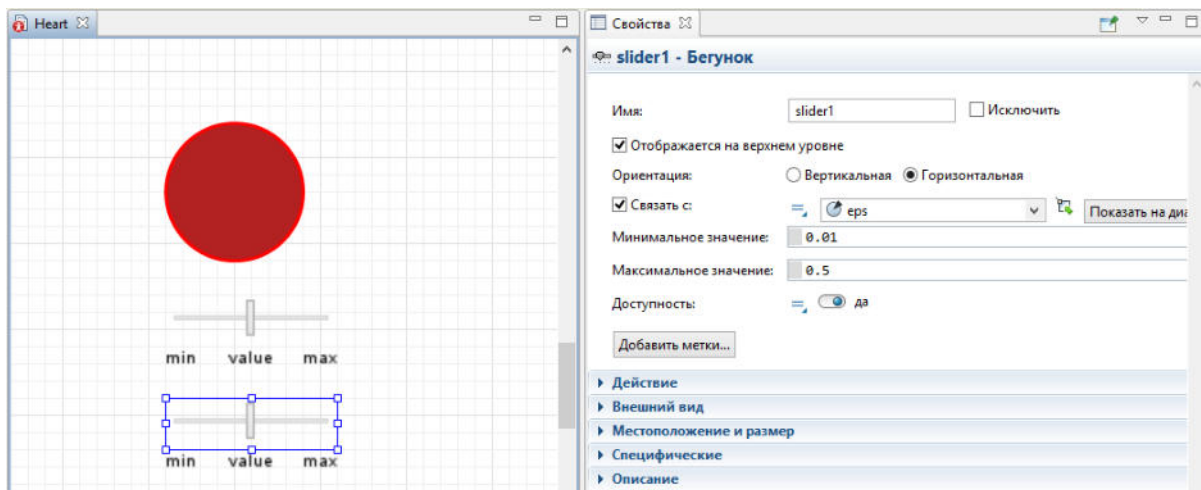 Heart
min value max
min value max
Свойства
slider1 - Бегунок
Имя: slider1 Исключить
Отображается на верхнем уровне
Ориентация: Вертикальная Горизонтальная
Связать с: eps Показать на диа
Минимальное значение: 0.01
Максимальное значение: 0.5
Доступность: да
Добавить метки...
Действие
Внешний вид
Местоположение и размер
Специфические
Описание